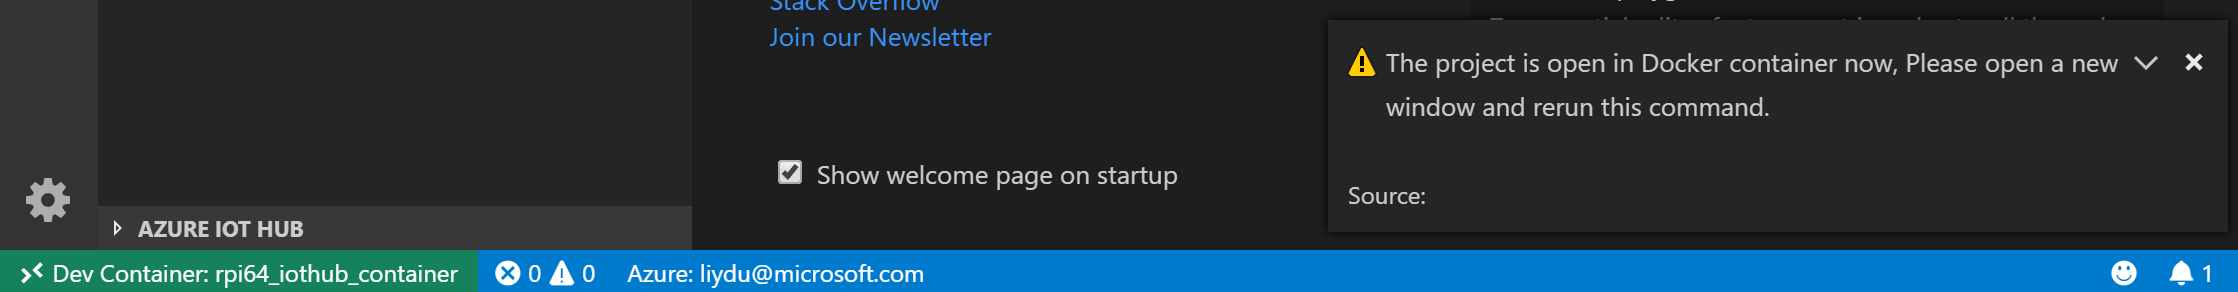 Stack Overflow
Join our Newsletter
The project is open in Docker container now, Please open a new
window and rerun this command.
Show welcome page on startup
Source:
AZURE IOT HUB
Dev Container: rpi64_iothub_container
0
0
Azure: liydu@microsoft.com
1